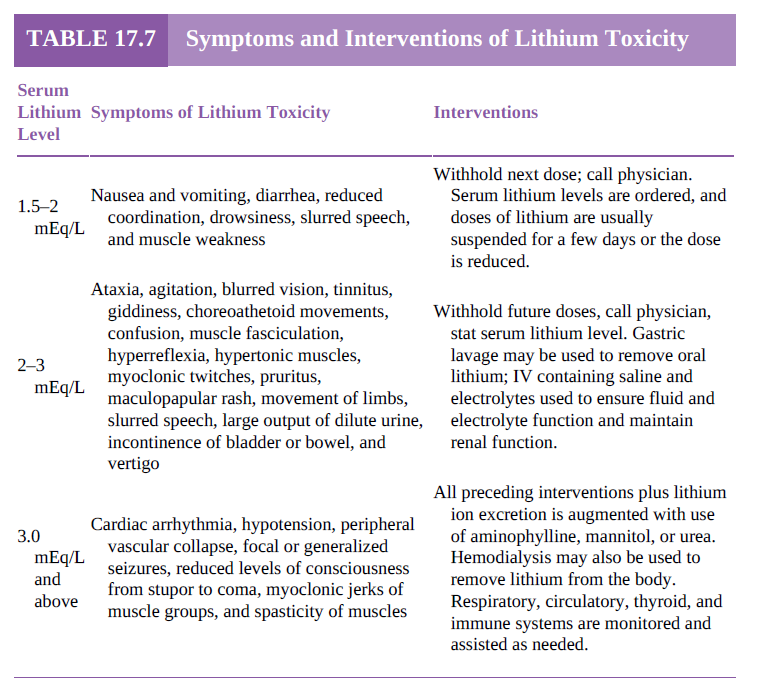 TABLE 17.7 Symptoms and Interventions of Lithium Toxicity
Serum
Lithium
Level
Symptoms of Lithium Toxicity
Interventions
1.5–2
mEq/L
Nausea and vomiting, diarrhea, reduced
coordination, drowsiness, slurred speech,
and muscle weakness
Withhold next dose; call physician.
Serum lithium levels are ordered, and
doses of lithium are usually
suspended for a few days or the dose
is reduced.
2–3
mEq/L
Ataxia, agitation, blurred vision, tinnitus,
giddiness, choreoathetoid movements,
confusion, muscle fasciculation,
hyperreflexia, hypertonic muscles,
myoclonic twitches, pruritus,
maculopapular rash, movement of limbs,
slurred speech, large output of dilute urine,
incontinence of bladder or bowel, and
vertigo
Withhold future doses, call physician,
stat serum lithium level. Gastric
lavage may be used to remove oral
lithium; IV containing saline and
electrolytes used to ensure fluid and
electrolyte function and maintain
renal function.
3.0
mEq/L
and
above
Cardiac arrhythmia, hypotension, peripheral
vascular collapse, focal or generalized
seizures, reduced levels of consciousness
from stupor to coma, myoclonic jerks of
muscle groups, and spasticity of muscles
All preceding interventions plus lithium
ion excretion is augmented with use
of aminophylline, mannitol, or urea.
Hemodialysis may also be used to
remove lithium from the body.
Respiratory, circulatory, thyroid, and
immune systems are monitored and
assisted as needed.